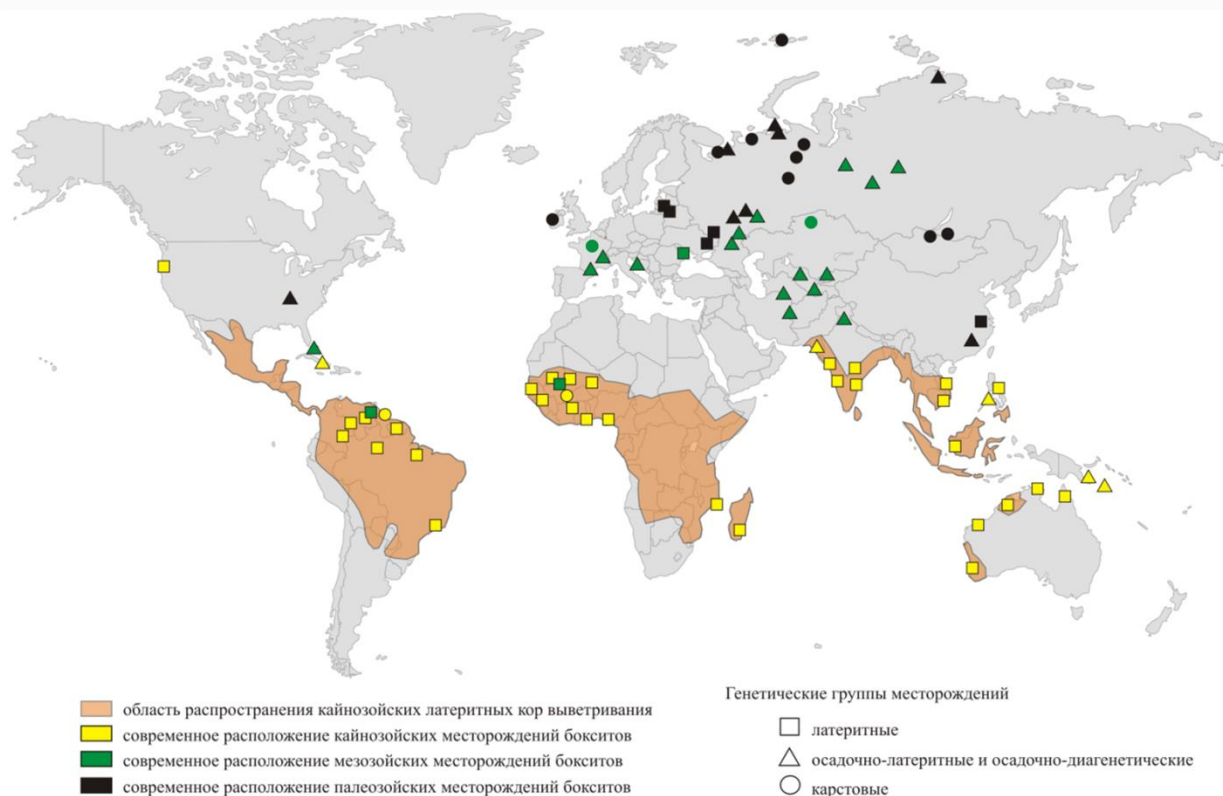 область распространения кайнозойских латеритных кор выветривания
современное расположение кайнозойских месторождений бокситов
современное расположение мезозойских месторождений бокситов
современное расположение палеозойских месторождений бокситов
Генетические группы месторождений
латеритные
осадочно-латеритные и осадочно-диагенетические
карстовые